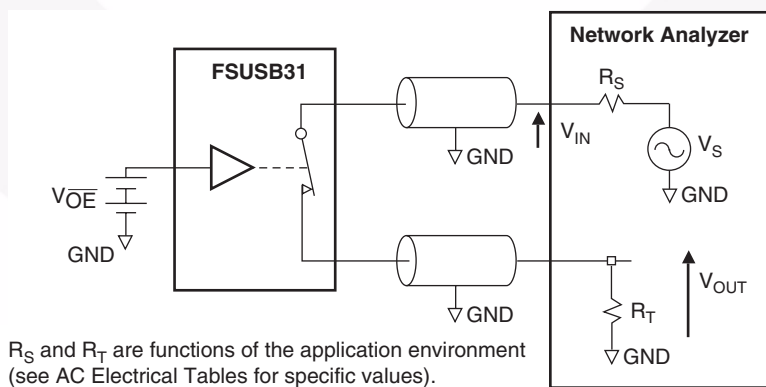 Network Analyzer
FSUSB31
R_S
V_IN
V_S
GND
GND
V_O̅E̅
GND
GND
V_OUT
R_T
GND
R_S and R_T are functions of the application environment
(see AC Electrical Tables for specific values).